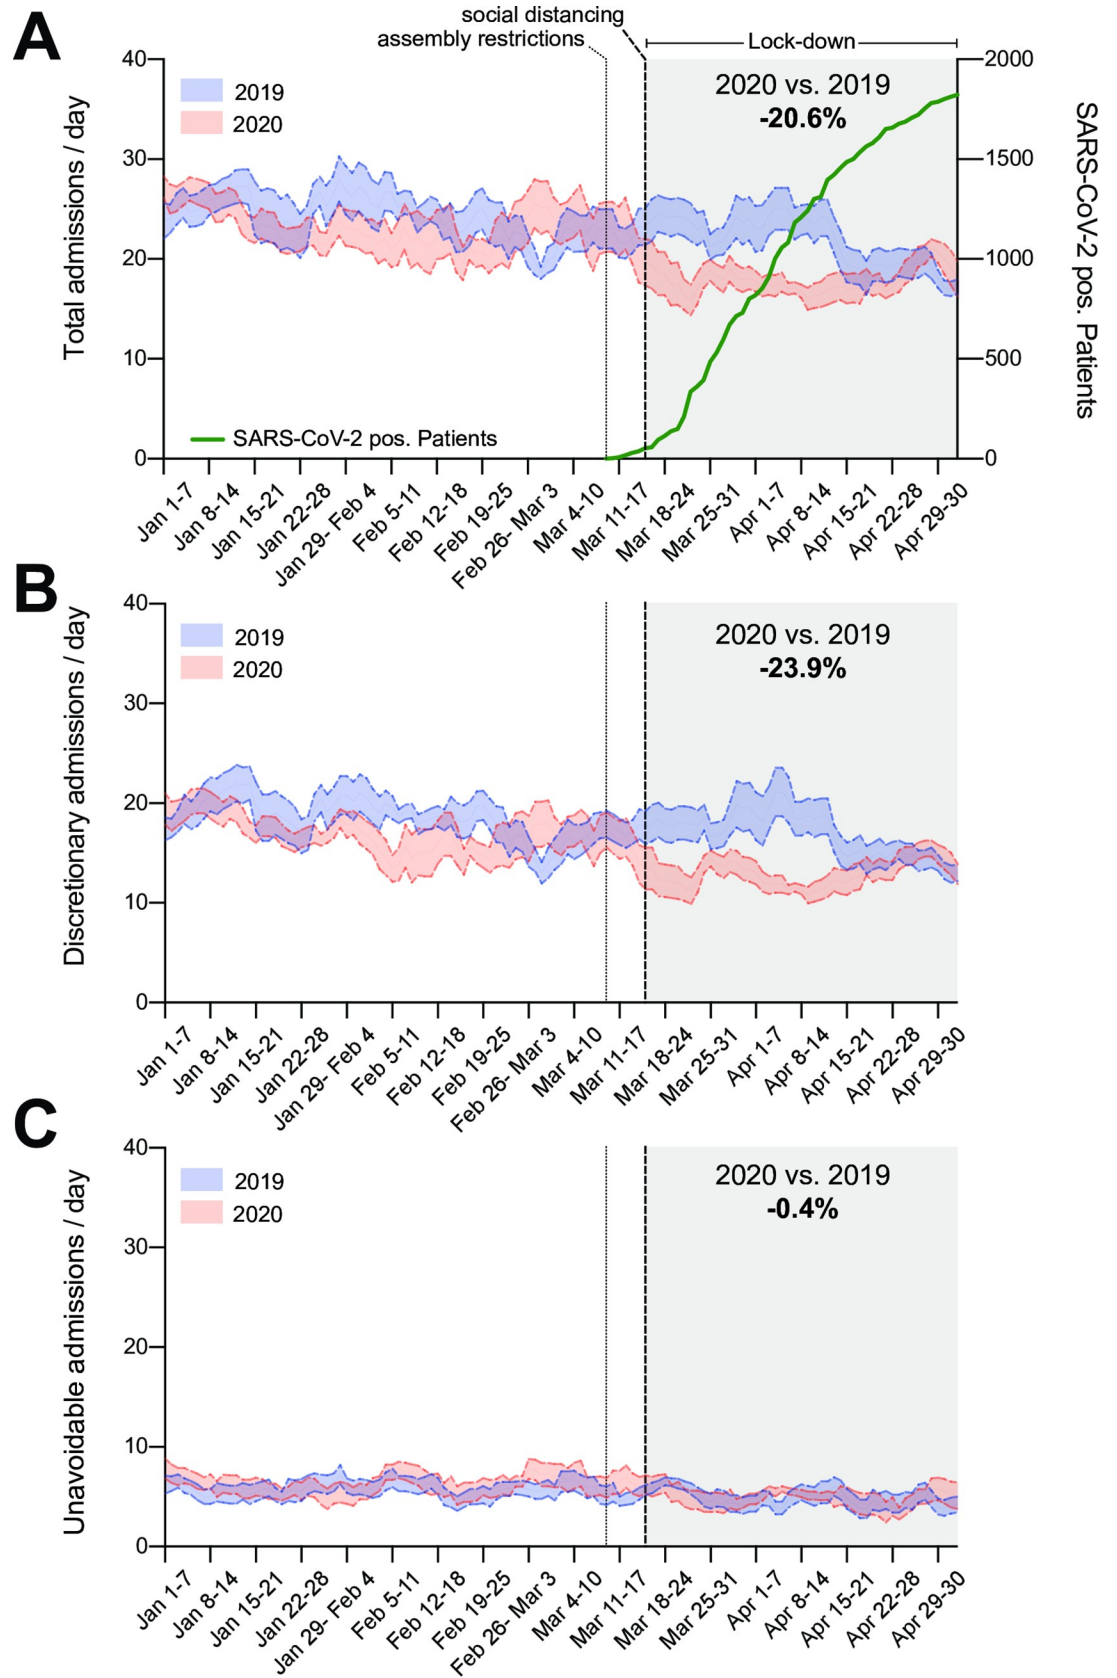 A
social distancing
assembly restrictions
Lock-down
40
30
20
10
0
Total admissions / day
2019
2020
2020 vs. 2019
-20.6%
SARS-CoV-2 pos. Patients
2000
1500
1000
500
0
SARS-CoV-2 pos. Patients
Jan 1-7
Jan 8-14
Jan 15-21
Jan 22-28
Jan 29- Feb 4
Feb 5-11
Feb 12-18
Feb 19-25
Feb 26- Mar 3
Mar 4-10
Mar 11-17
Mar 18-24
Mar 25-31
Apr 1-7
Apr 8-14
Apr 15-21
Apr 22-28
Apr 29-30
B
40
30
20
10
0
Discretionary admissions / day
2019
2020
2020 vs. 2019
-23.9%
Jan 1-7
Jan 8-14
Jan 15-21
Jan 22-28
Jan 29- Feb 4
Feb 5-11
Feb 12-18
Feb 19-25
Feb 26- Mar 3
Mar 4-10
Mar 11-17
Mar 18-24
Mar 25-31
Apr 1-7
Apr 8-14
Apr 15-21
Apr 22-28
Apr 29-30
C
40
30
20
10
0
Unavoidable admissions / day
2019
2020
2020 vs. 2019
-0.4%
Jan 1-7
Jan 8-14
Jan 15-21
Jan 22-28
Jan 29- Feb 4
Feb 5-11
Feb 12-18
Feb 19-25
Feb 26- Mar 3
Mar 4-10
Mar 11-17
Mar 18-24
Mar 25-31
Apr 1-7
Apr 8-14
Apr 15-21
Apr 22-28
Apr 29-30